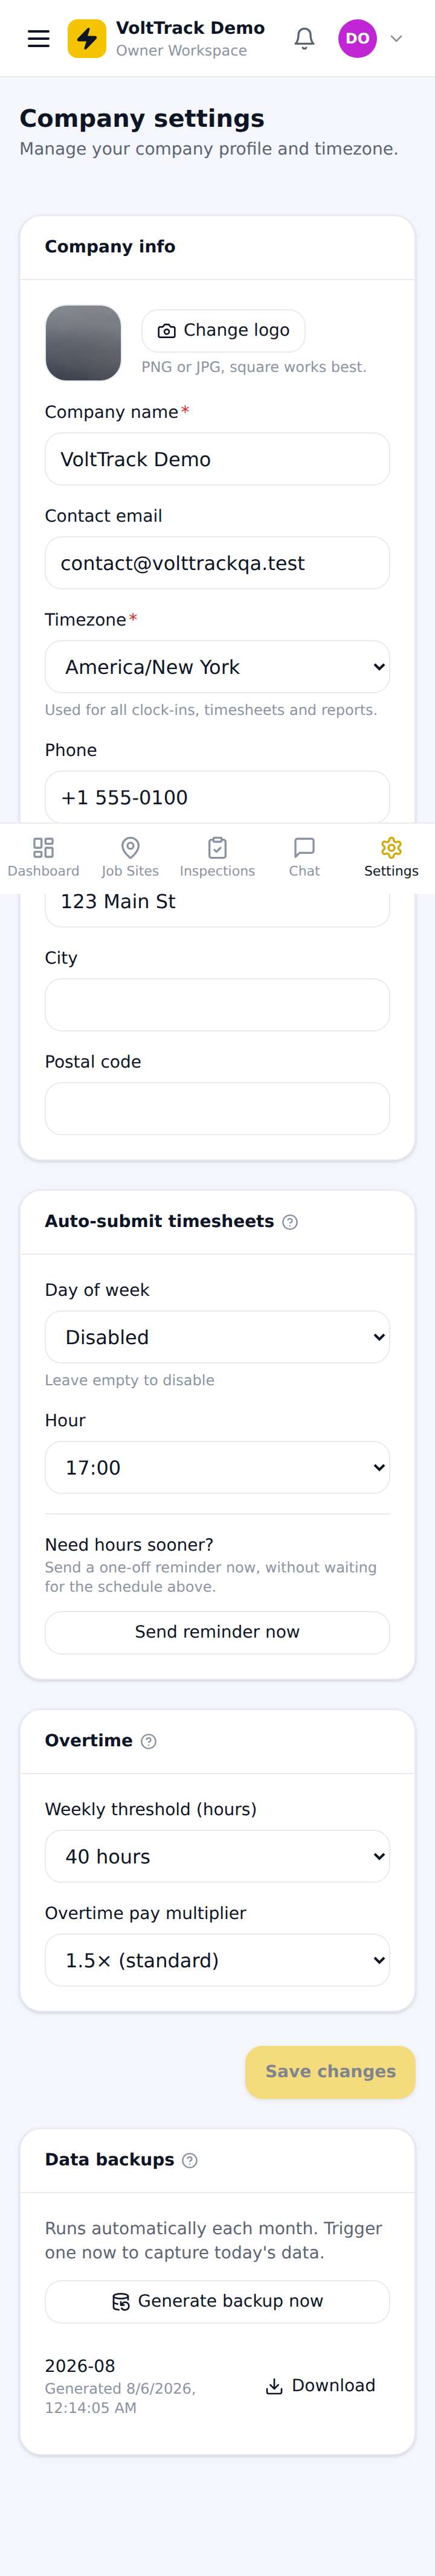 VoltTrack Demo
Owner Workspace
DO
Company settings
Manage your company profile and timezone.
Company info
Change logo
PNG or JPG, square works best.
Company name*
VoltTrack Demo
Contact email
contact@volttrackqa.test
Timezone*
America/New York
Used for all clock-ins, timesheets and reports.
Phone
+1 555-0100
Dashboard
Job Sites
Inspections
Chat
Settings
123 Main St
City
Postal code
Auto-submit timesheets
Day of week
Disabled
Leave empty to disable
Hour
17:00
Need hours sooner?
Send a one-off reminder now, without waiting
for the schedule above.
Send reminder now
Overtime
Weekly threshold (hours)
40 hours
Overtime pay multiplier
1.5× (standard)
Save changes
Data backups
Runs automatically each month. Trigger
one now to capture today's data.
Generate backup now
2026-08
Generated 8/6/2026,
12:14:05 AM
Download